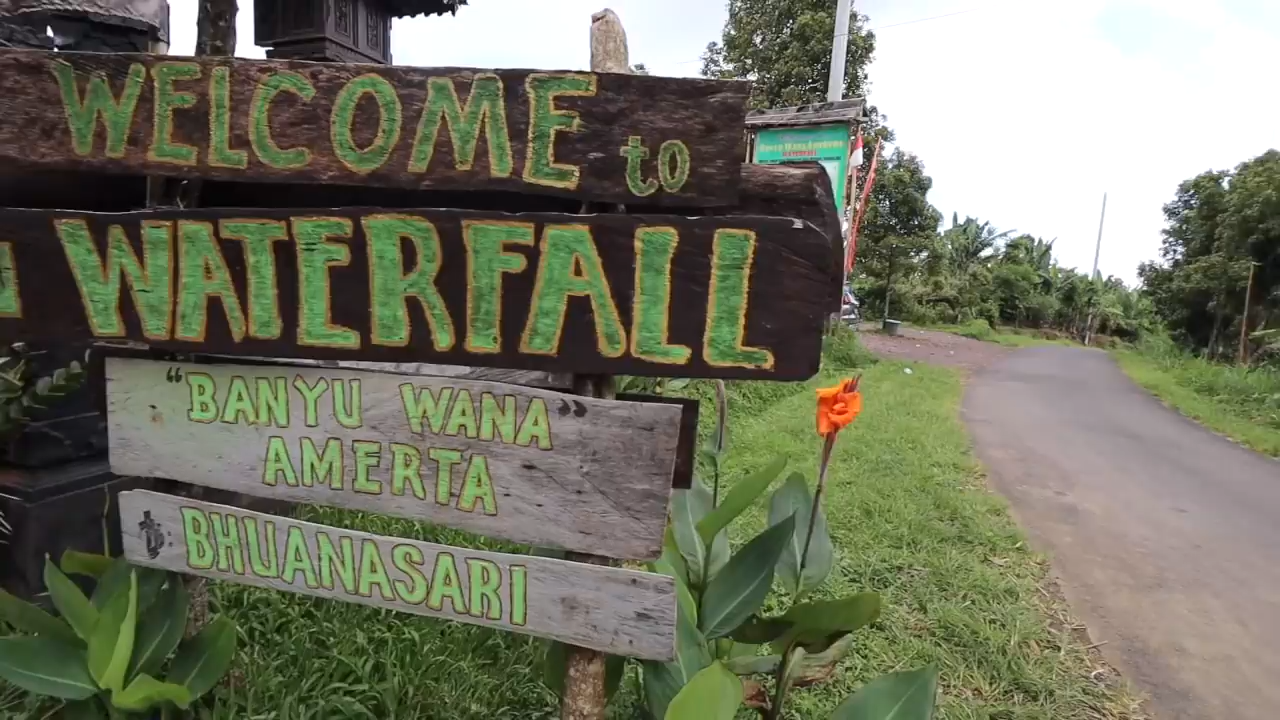 WELCOME to
WATERFALL
"BANYU WANA"
AMERTA
BHUANASARI